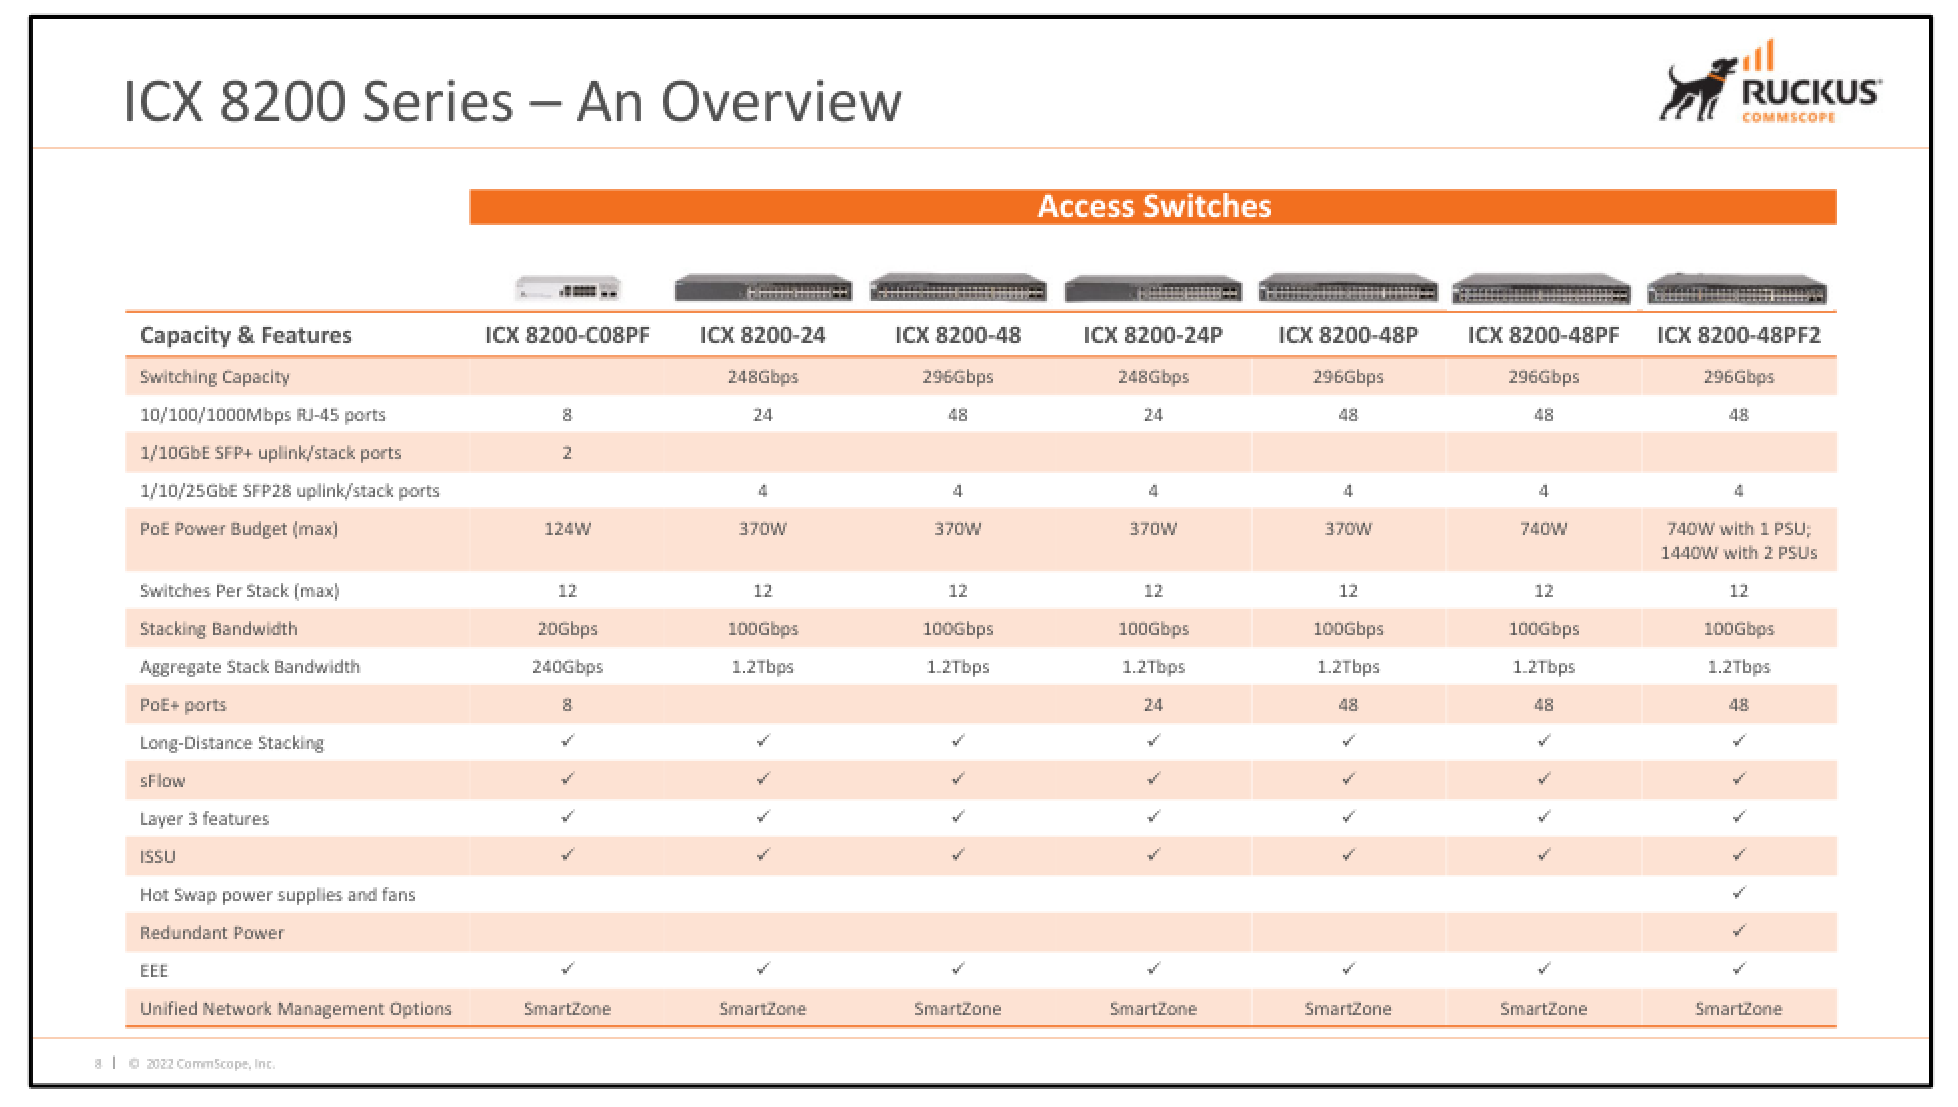 ICX 8200 Series – An Overview
RUCKUS
COMMSCOPE
Access Switches
Capacity & Features ICX 8200-C08PF ICX 8200-24 ICX 8200-48 ICX 8200-24P ICX 8200-48P ICX 8200-48PF ICX 8200-48PF2
Switching Capacity 248Gbps 296Gbps 248Gbps 296Gbps 296Gbps 296Gbps
10/100/1000Mbps RJ-45 ports 8 24 48 24 48 48 48
1/10GbE SFP+ uplink/stack ports 2
1/10/25GbE SFP28 uplink/stack ports 4 4 4 4 4 4
PoE Power Budget (max) 124W 370W 370W 370W 370W 740W 740W with 1 PSU;
1440W with 2 PSUs
Switches Per Stack (max) 12 12 12 12 12 12 12
Stacking Bandwidth 20Gbps 100Gbps 100Gbps 100Gbps 100Gbps 100Gbps 100Gbps
Aggregate Stack Bandwidth 240Gbps 1.2Tbps 1.2Tbps 1.2Tbps 1.2Tbps 1.2Tbps 1.2Tbps
PoE+ ports 8 24 48 48 48
Long-Distance Stacking ✓ ✓ ✓ ✓ ✓ ✓ ✓
sFlow ✓ ✓ ✓ ✓ ✓ ✓ ✓
Layer 3 features ✓ ✓ ✓ ✓ ✓ ✓ ✓
ISSU ✓ ✓ ✓ ✓ ✓ ✓ ✓
Hot Swap power supplies and fans ✓
Redundant Power ✓
EEE ✓ ✓ ✓ ✓ ✓ ✓ ✓
Unified Network Management Options SmartZone SmartZone SmartZone SmartZone SmartZone SmartZone SmartZone
8 | © 2022 CommScope, Inc.